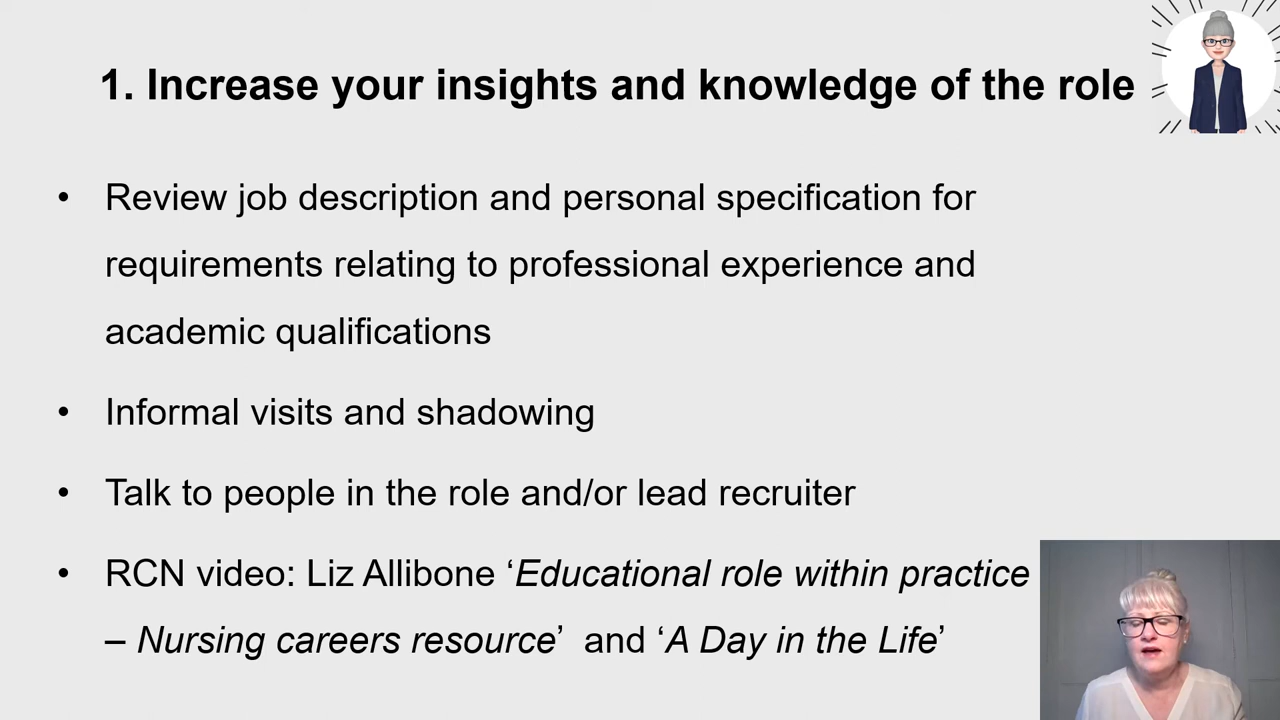 1. Increase your insights and knowledge of the role
• Review job description and personal specification for
requirements relating to professional experience and
academic qualifications
• Informal visits and shadowing
• Talk to people in the role and/or lead recruiter
• RCN video: Liz Allibone ‘Educational role within practice
– Nursing careers resource’ and ‘A Day in the Life’